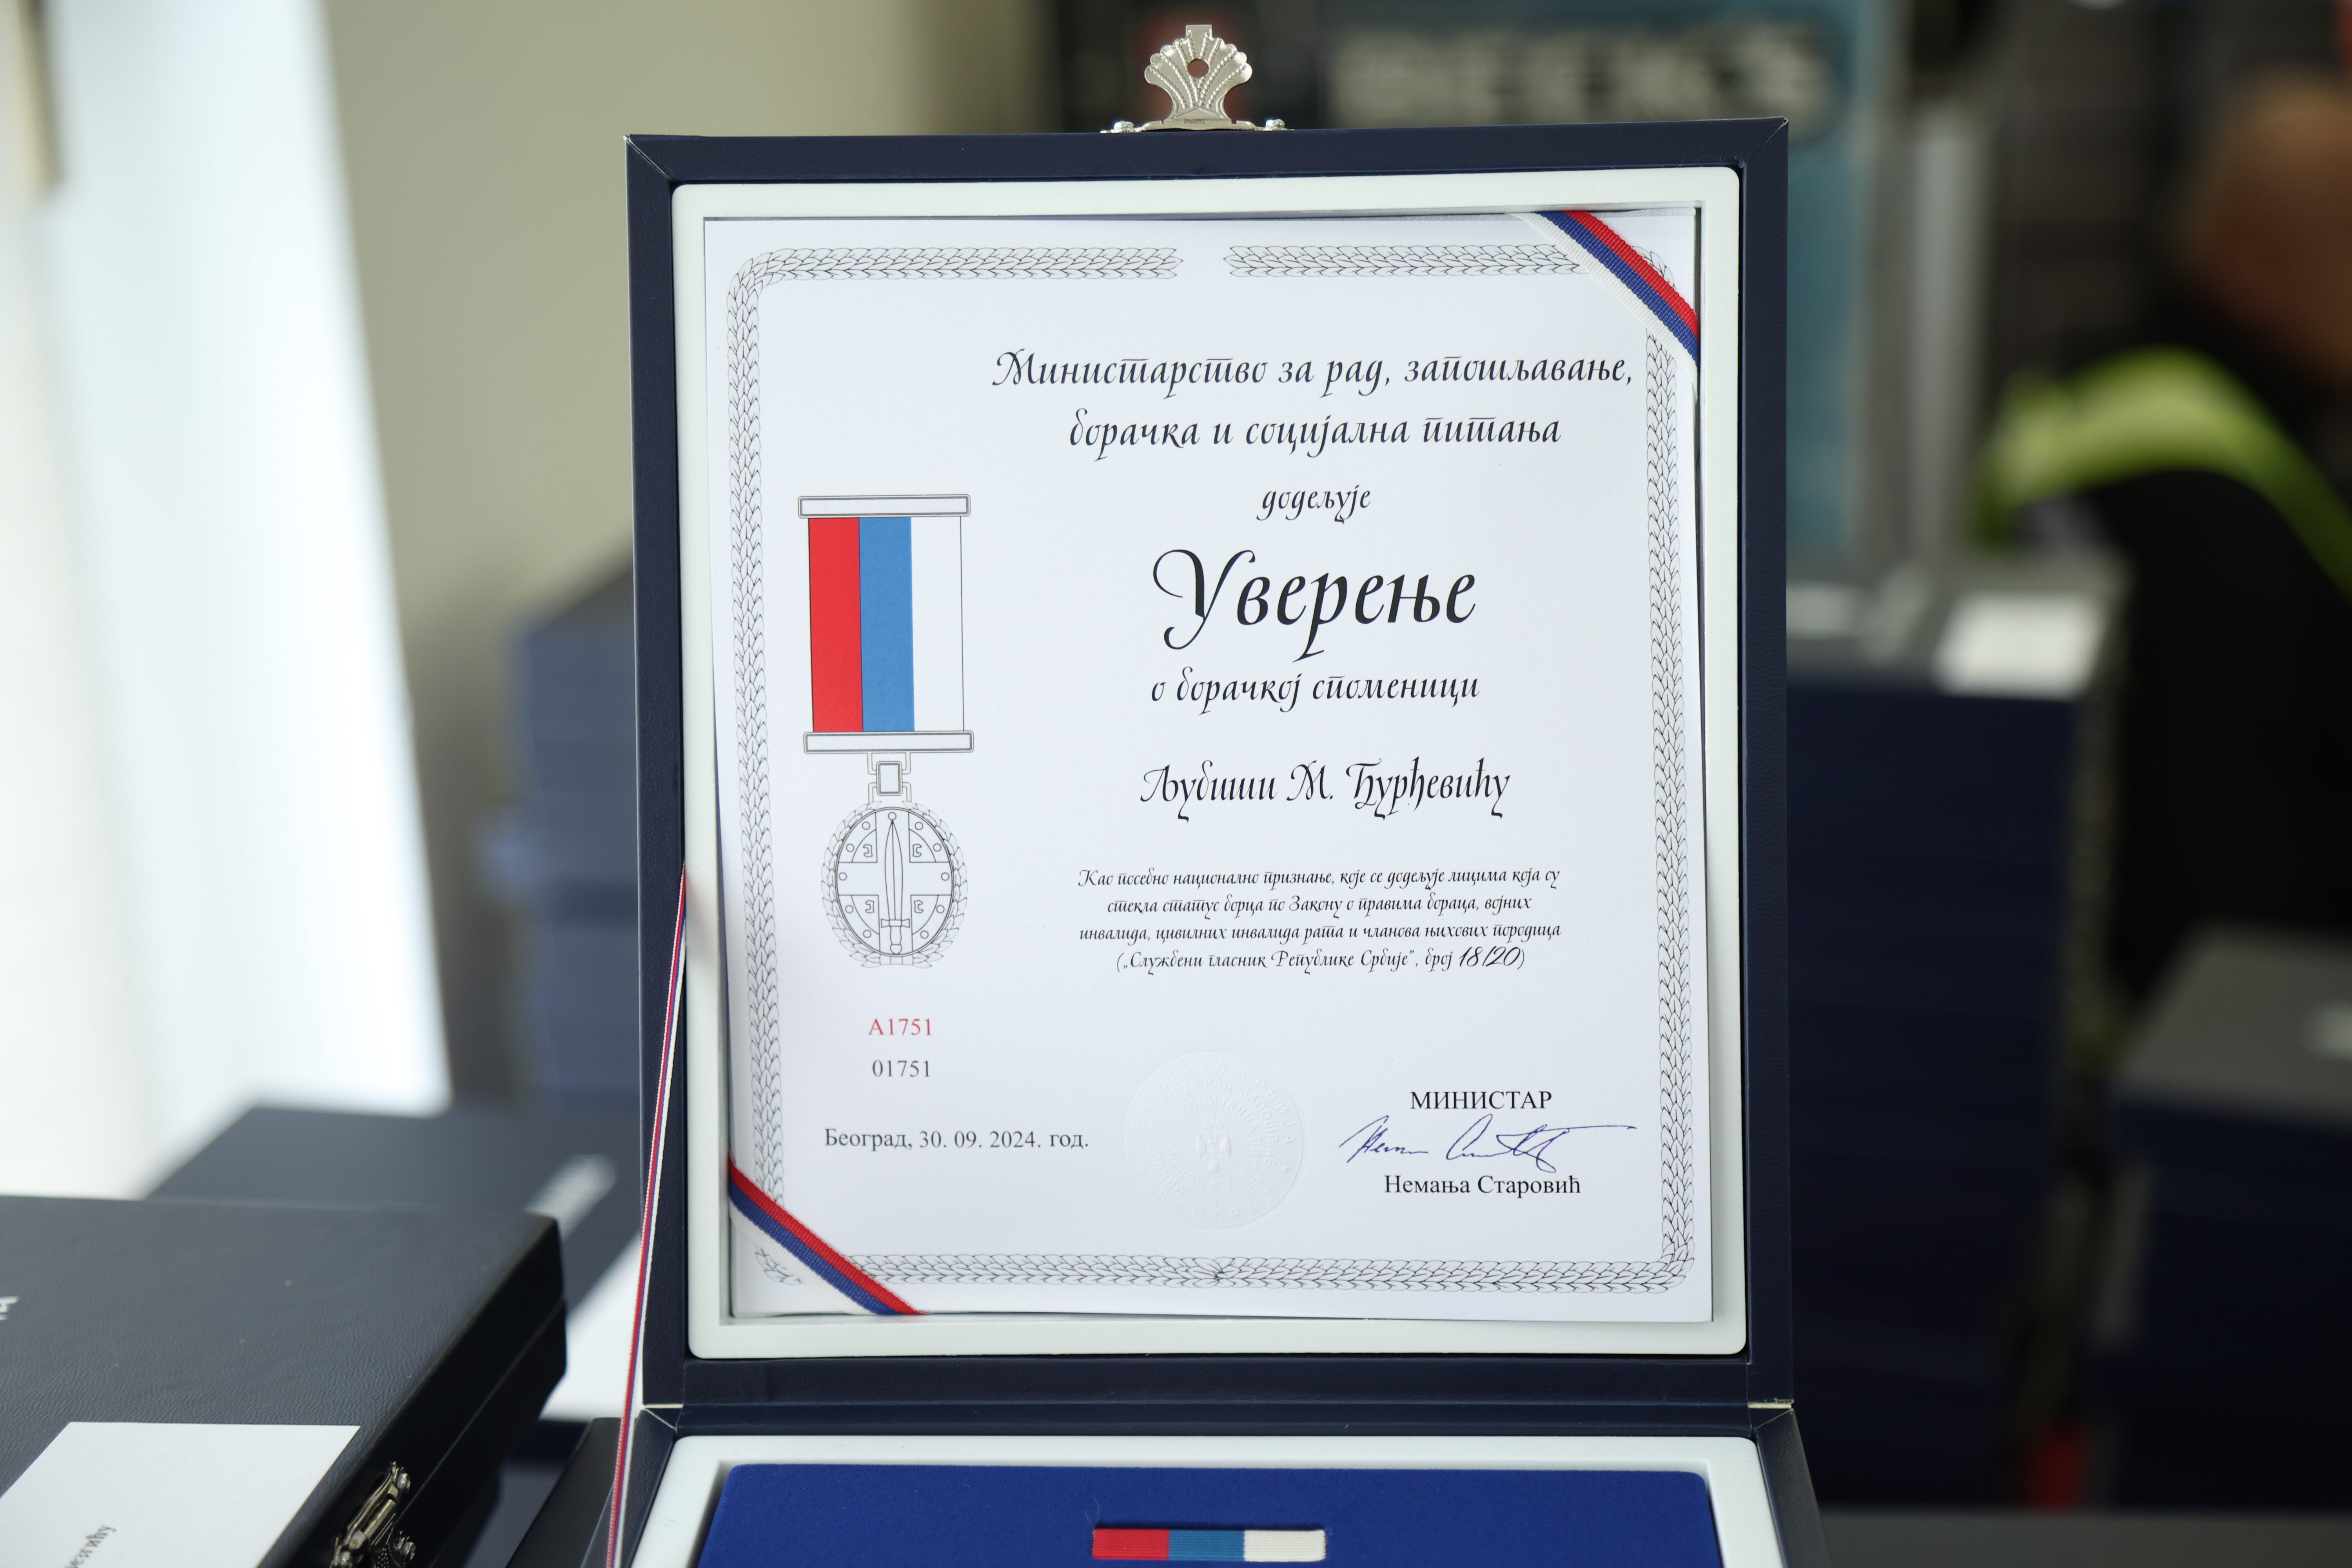 Министарство за рад, запошљавање,
борачка и социјална питања
додељује
Уверење
о борачкој споменици
Љубиши М. Ђурђевићу
Као посебно национално признање, које се додељује лицима која су
стекла статус борца по Закону о правима бораца, војних
инвалида, цивилних инвалида рата и чланова њихових породица
(„Службени гласник Републике Србије", број 18/20)
А1751
01751
Београд, 30. 09. 2024. год.
МИНИСТАР
Немања Старовић